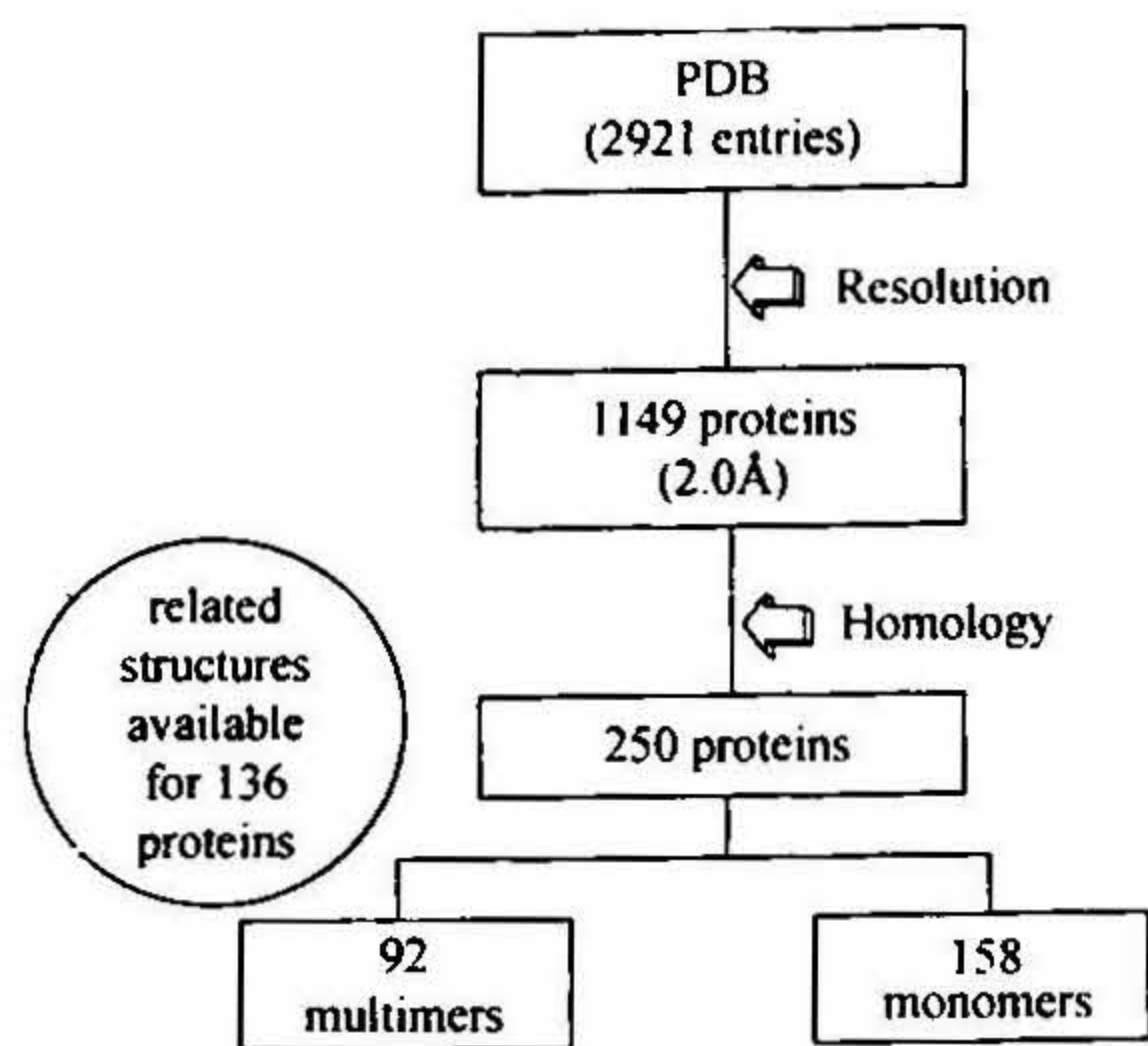 PDB
(2921 entries)
Resolution
1149 proteins
(2.0Å)
Homology
related
structures
available
for 136
proteins
250 proteins
92
multimers
158
monomers